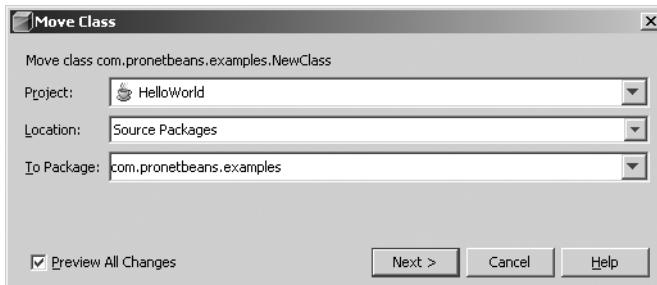 Move Class
Move class com.pronetbeans.examples.NewClass
Project: HelloWorld
Location: Source Packages
To Package: com.pronetbeans.examples
Preview All Changes Next > Cancel Help